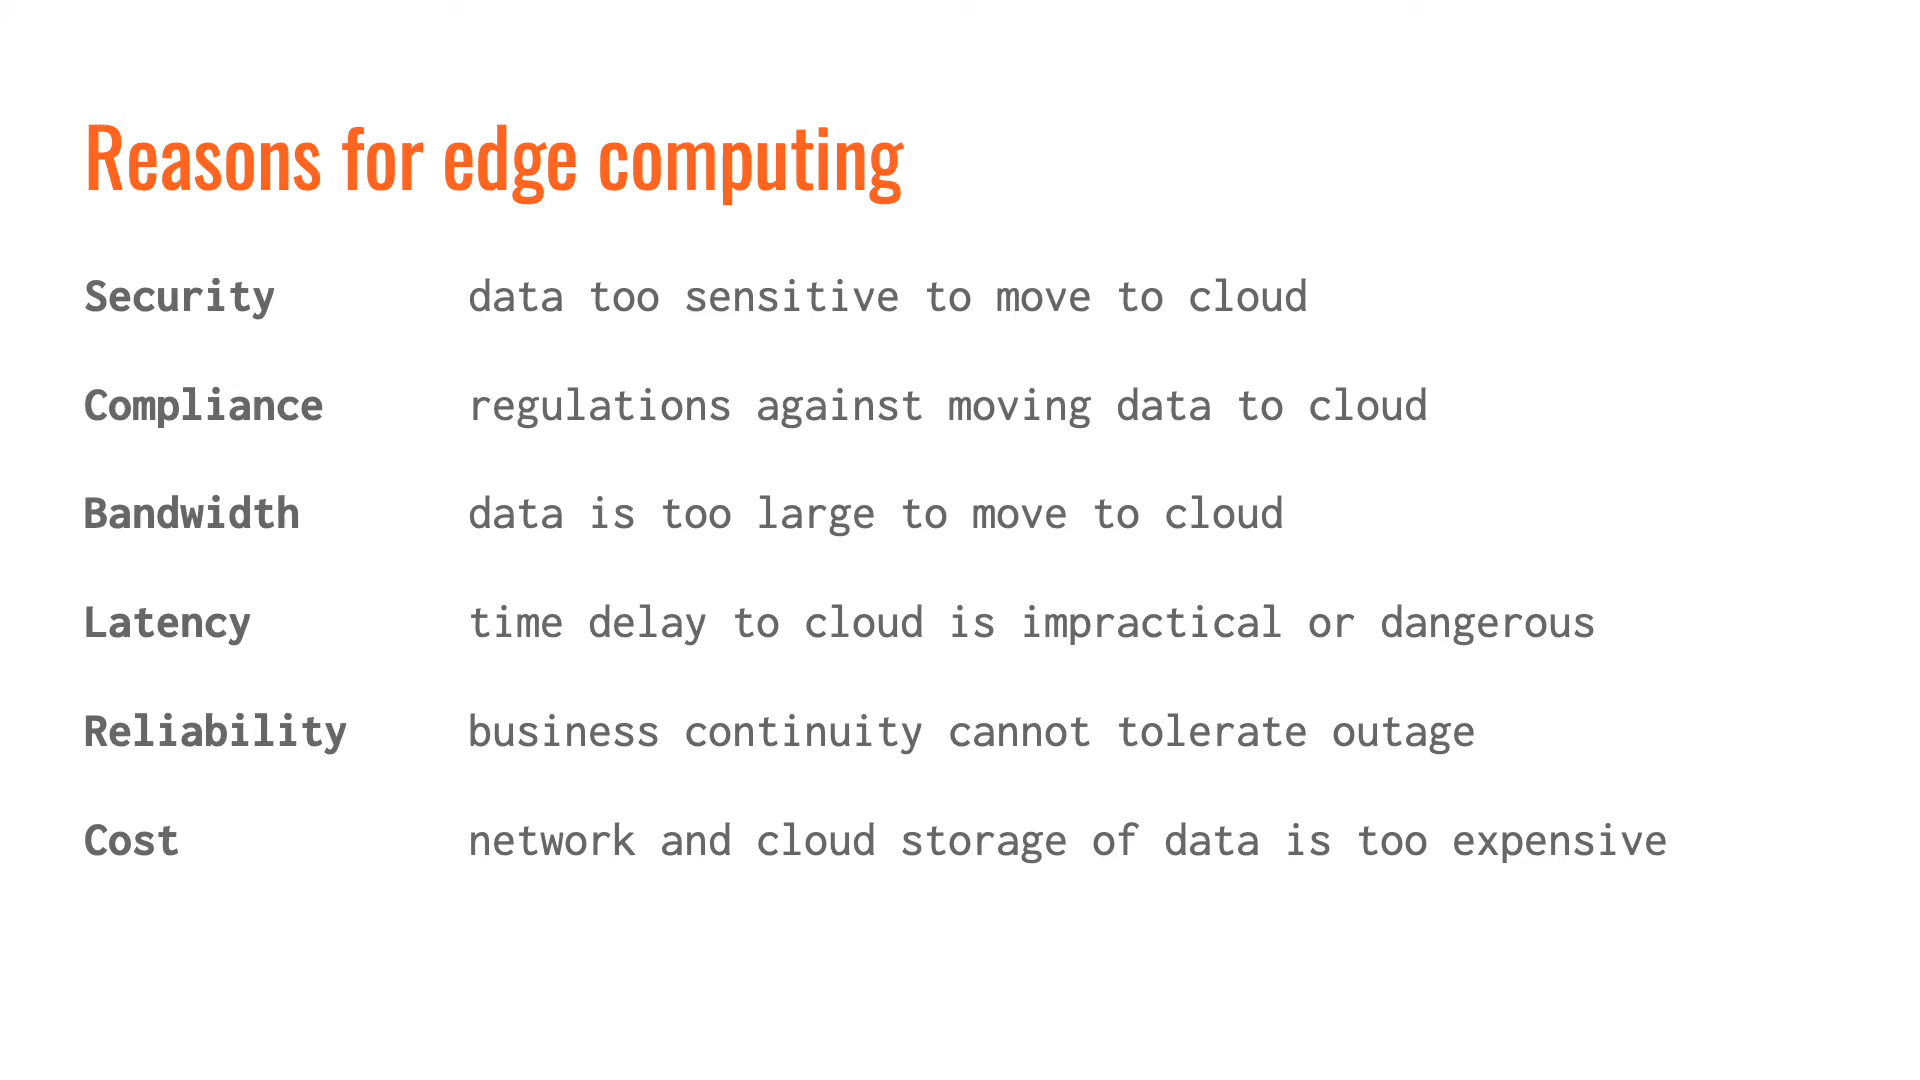 Reasons for edge computing
Security data too sensitive to move to cloud
Compliance regulations against moving data to cloud
Bandwidth data is too large to move to cloud
Latency time delay to cloud is impractical or dangerous
Reliability business continuity cannot tolerate outage
Cost network and cloud storage of data is too expensive